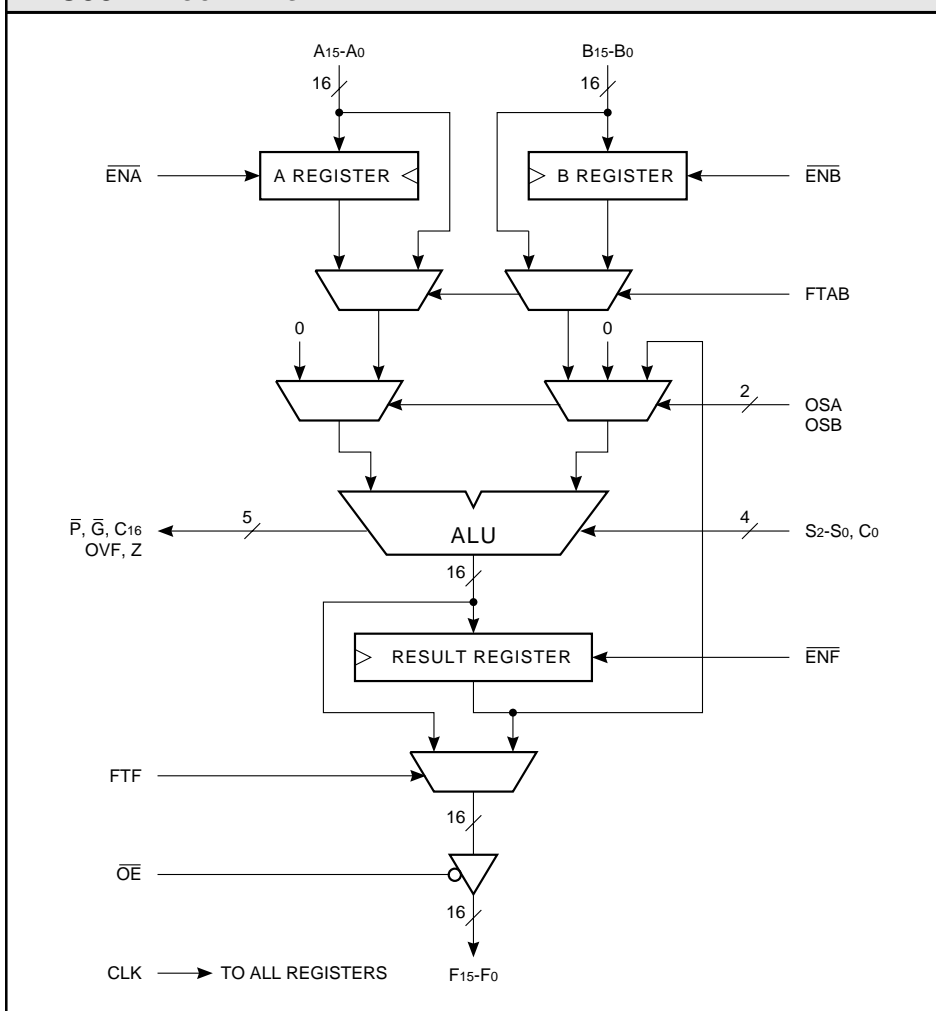 A15-A0 B15-B0
16 16
ENA A REGISTER B REGISTER ENB
FTAB
0 0
2 OSA
OSB
P̅, G̅, C16 5 ALU 4 S2-S0, C0
OVF, Z
16
RESULT REGISTER ENF
FTF
16
OE
16
CLK TO ALL REGISTERS F15-F0